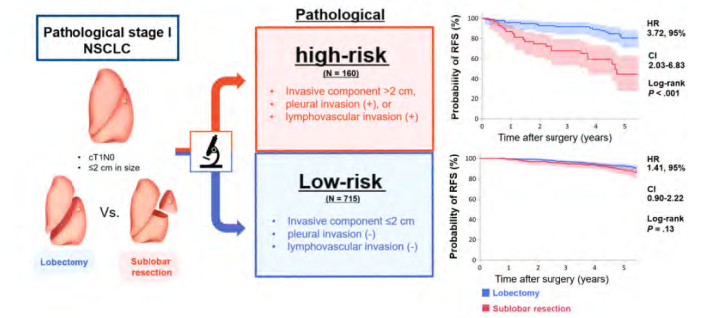 Pathological stage I
NSCLC
• cT1N0
• ≤2 cm in size
Vs.
Lobectomy
Sublobar
resection
Pathological
high-risk
(N = 160)
• Invasive component >2 cm,
• pleural invasion (+), or
• lymphovascular invasion (+)
Low-risk
(N = 715)
• Invasive component ≤2 cm
• pleural invasion (-)
• lymphovascular invasion (-)
Probability of RFS (%)
100
80
60
40
20
0
0 1 2 3 4 5
Time after surgery (years)
HR
3.72, 95%
CI
2.03-6.83
Log-rank
P < .001
Probability of RFS (%)
100
80
60
40
20
0
0 1 2 3 4 5
Time after surgery (years)
HR
1.41, 95%
CI
0.90-2.22
Log-rank
P = .13
Lobectomy
Sublobar resection